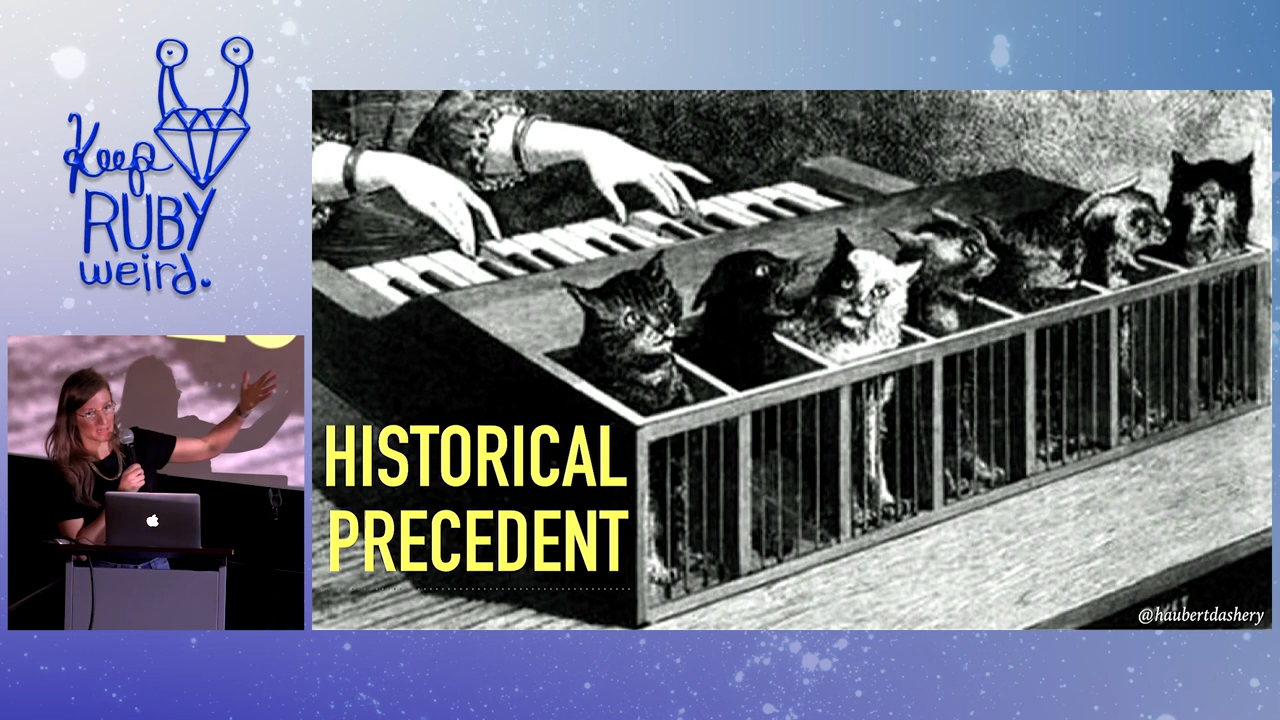 Keep
RUBY
weird.
HISTORICAL
PRECEDENT
@haubertdashery